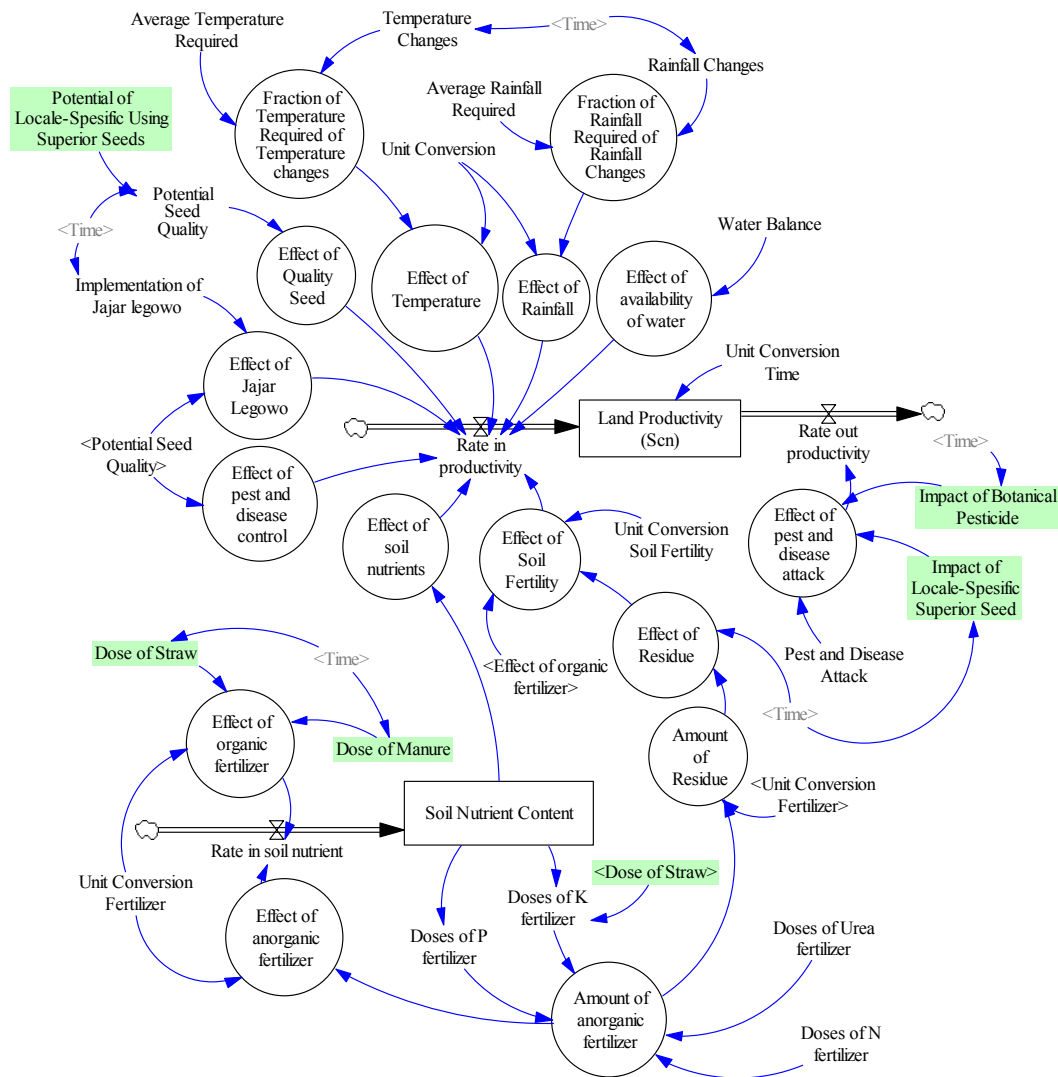 Average Temperature
Required
Temperature
Changes
<Time>
Rainfall Changes
Potential of
Locale-Spesific Using
Superior Seeds
Fraction of
Temperature
Required of
Temperature
changes
Average Rainfall
Required
Fraction of
Rainfall
Required of
Rainfall
Changes
Unit Conversion
Potential
Seed
Quality
<Time>
Water Balance
Effect of
Quality
Seed
Effect of
Temperature
Effect of
Rainfall
Effect of
availability
of water
Implementation of
Jajar legowo
Effect of
Jajar
Legowo
Unit Conversion
Time
Land Productivity
(Scn)
Rate in
productivity
Rate out
productivity
<Potential Seed
Quality>
<Time>
Effect of
pest and
disease
control
Impact of Botanical
Pesticide
Effect of
soil
nutrients
Effect of
Soil
Fertility
Unit Conversion
Soil Fertility
Effect of
pest and
disease
attack
Impact of
Locale-Spesific
Superior Seed
Dose of Straw
<Time>
<Effect of organic
fertilizer>
Effect of
Residue
Pest and Disease
Attack
<Time>
Effect of
organic
fertilizer
Dose of Manure
Amount
of
Residue
<Unit Conversion
Fertilizer>
Soil Nutrient Content
Rate in soil nutrient
Unit Conversion
Fertilizer
<Dose of Straw>
Doses of K
fertilizer
Effect of
anorganic
fertilizer
Doses of P
fertilizer
Doses of Urea
fertilizer
Amount of
anorganic
fertilizer
Doses of N
fertilizer